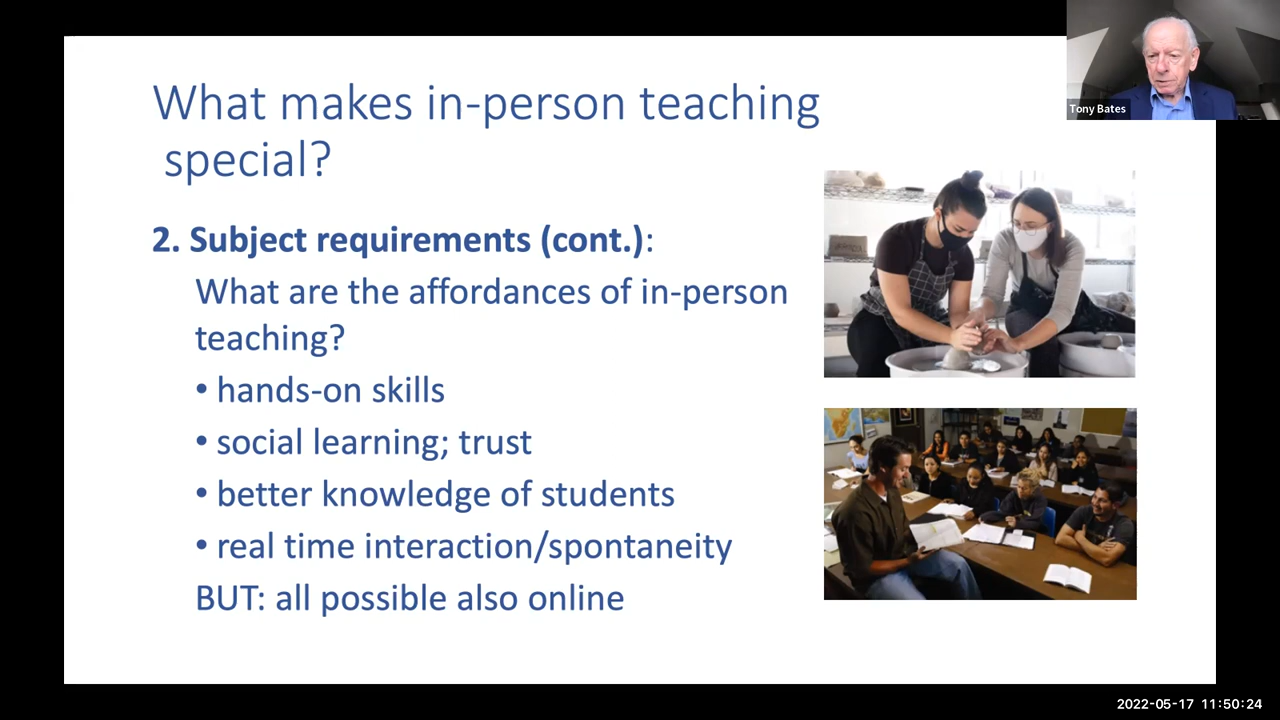 What makes in-person teaching
special?
2. Subject requirements (cont.):
What are the affordances of in-person
teaching?
• hands-on skills
• social learning; trust
• better knowledge of students
• real time interaction/spontaneity
BUT: all possible also online
Tony Bates
2022-05-17 11:50:24